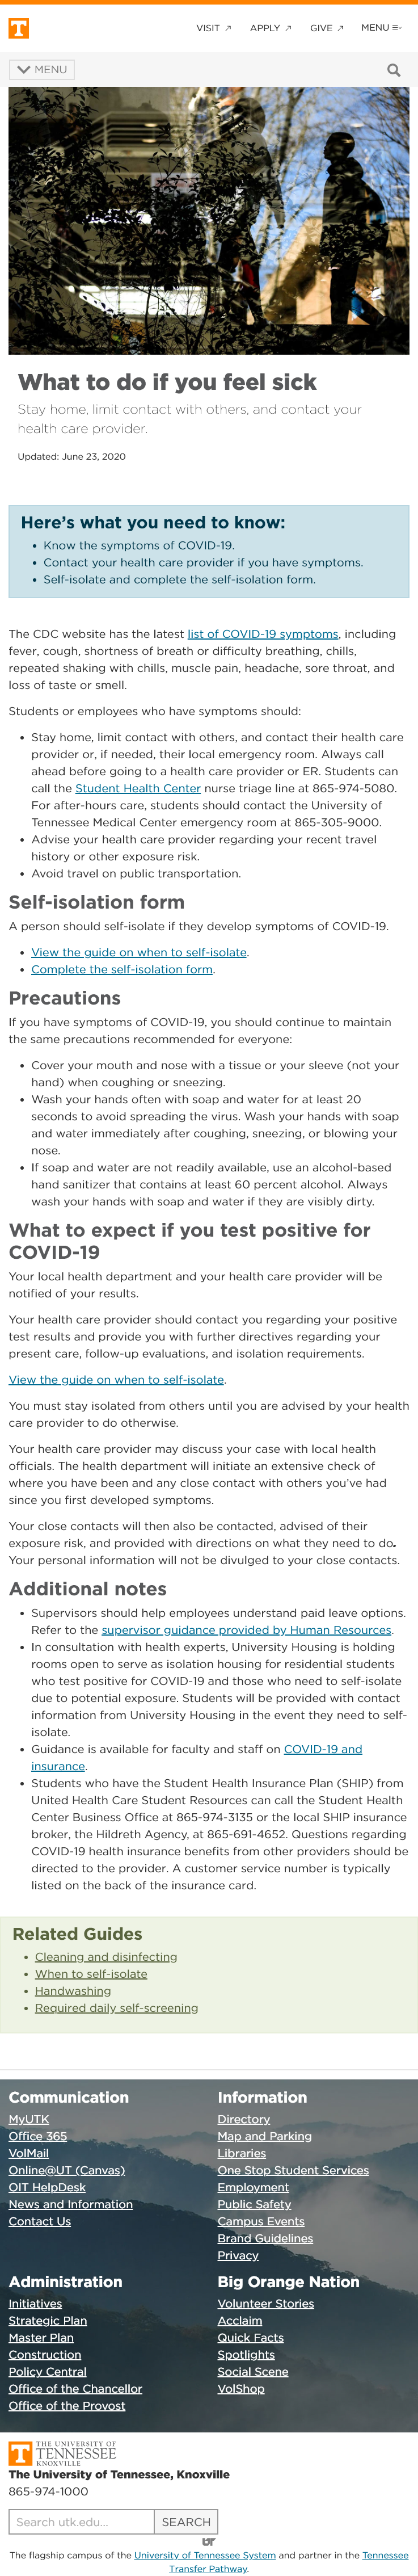 T
VISIT ↗ APPLY ↗ GIVE ↗ MENU
MENU
What to do if you feel sick
Stay home, limit contact with others, and contact your
health care provider.
Updated: June 23, 2020
Here's what you need to know:
• Know the symptoms of COVID-19.
• Contact your health care provider if you have symptoms.
• Self-isolate and complete the self-isolation form.
The CDC website has the latest list of COVID-19 symptoms, including
fever, cough, shortness of breath or difficulty breathing, chills,
repeated shaking with chills, muscle pain, headache, sore throat, and
loss of taste or smell.
Students or employees who have symptoms should:
• Stay home, limit contact with others, and contact their health care
provider or, if needed, their local emergency room. Always call
ahead before going to a health care provider or ER. Students can
call the Student Health Center nurse triage line at 865-974-5080.
For after-hours care, students should contact the University of
Tennessee Medical Center emergency room at 865-305-9000.
• Advise your health care provider regarding your recent travel
history or other exposure risk.
• Avoid travel on public transportation.
Self-isolation form
A person should self-isolate if they develop symptoms of COVID-19.
• View the guide on when to self-isolate.
• Complete the self-isolation form.
Precautions
If you have symptoms of COVID-19, you should continue to maintain
the same precautions recommended for everyone:
• Cover your mouth and nose with a tissue or your sleeve (not your
hand) when coughing or sneezing.
• Wash your hands often with soap and water for at least 20
seconds to avoid spreading the virus. Wash your hands with soap
and water immediately after coughing, sneezing, or blowing your
nose.
• If soap and water are not readily available, use an alcohol-based
hand sanitizer that contains at least 60 percent alcohol. Always
wash your hands with soap and water if they are visibly dirty.
What to expect if you test positive for
COVID-19
Your local health department and your health care provider will be
notified of your results.
Your health care provider should contact you regarding your positive
test results and provide you with further directives regarding your
present care, follow-up evaluations, and isolation requirements.
View the guide on when to self-isolate.
You must stay isolated from others until you are advised by your health
care provider to do otherwise.
Your health care provider may discuss your case with local health
officials. The health department will initiate an extensive check of
where you have been and any close contact with others you've had
since you first developed symptoms.
Your close contacts will then also be contacted, advised of their
exposure risk, and provided with directions on what they need to do.
Your personal information will not be divulged to your close contacts.
Additional notes
• Supervisors should help employees understand paid leave options.
Refer to the supervisor guidance provided by Human Resources.
• In consultation with health experts, University Housing is holding
rooms open to serve as isolation housing for residential students
who test positive for COVID-19 and those who need to self-isolate
due to potential exposure. Students will be provided with contact
information from University Housing in the event they need to self-
isolate.
• Guidance is available for faculty and staff on COVID-19 and
insurance.
• Students who have the Student Health Insurance Plan (SHIP) from
United Health Care Student Resources can call the Student Health
Center Business Office at 865-974-3135 or the local SHIP insurance
broker, the Hildreth Agency, at 865-691-4652. Questions regarding
COVID-19 health insurance benefits from other providers should be
directed to the provider. A customer service number is typically
listed on the back of the insurance card.
Related Guides
• Cleaning and disinfecting
• When to self-isolate
• Handwashing
• Required daily self-screening
Communication
MyUTK
Office 365
VolMail
Online@UT (Canvas)
OIT HelpDesk
News and Information
Contact Us
Information
Directory
Map and Parking
Libraries
One Stop Student Services
Employment
Public Safety
Campus Events
Brand Guidelines
Privacy
Administration
Initiatives
Strategic Plan
Master Plan
Construction
Policy Central
Office of the Chancellor
Office of the Provost
Big Orange Nation
Volunteer Stories
Acclaim
Quick Facts
Spotlights
Social Scene
VolShop
T THE UNIVERSITY OF
TENNESSEE
KNOXVILLE
The University of Tennessee, Knoxville
865-974-1000
Search utk.edu... SEARCH
UT
The flagship campus of the University of Tennessee System and partner in the Tennessee
Transfer Pathway.